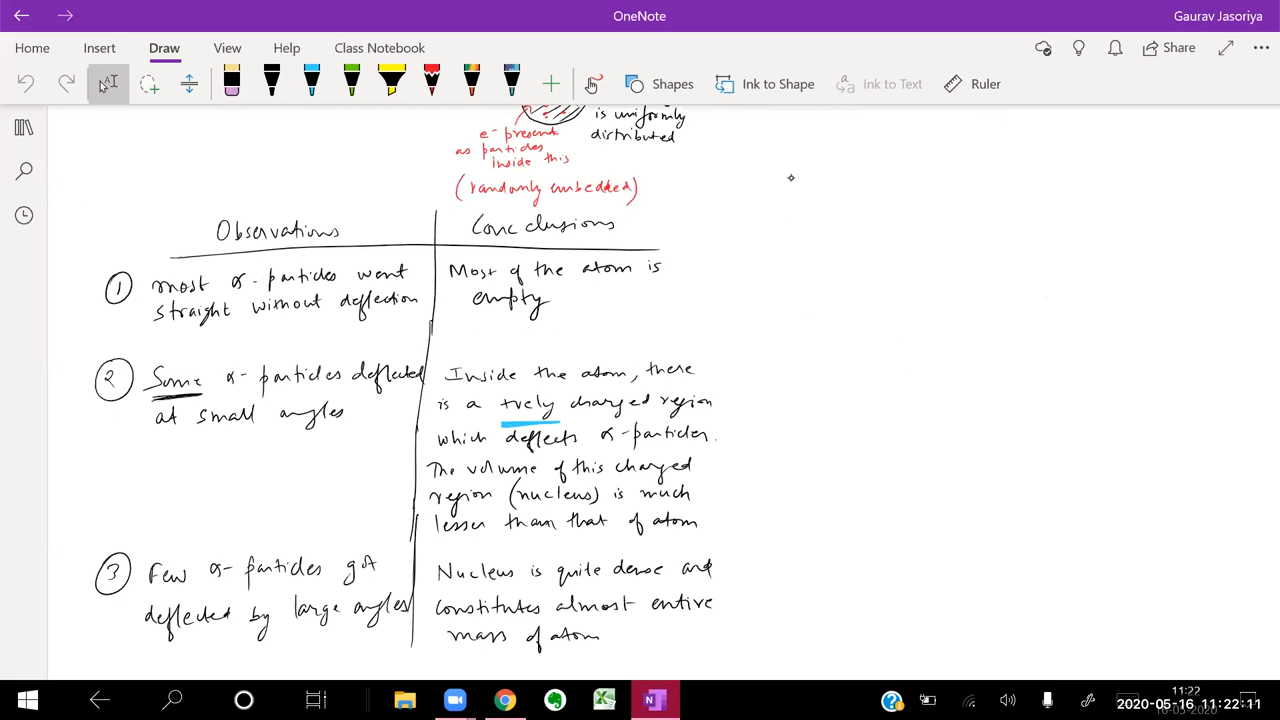 OneNote
Gaurav Jasoriya
Home Insert Draw View Help Class Notebook
Share
Shapes
Ink to Shape
Ink to Text
Ruler
is uniformly
distributed
e- present
as particles
inside this
(randomly embedded)
Observations
Conclusions
① most α-particles went
straight without deflection
Most of the atom is
empty
② Some α-particles deflected
at small angles
Inside the atom, there
is a +vely charged region
which deflects α-particles.
The volume of this charged
region (nucleus) is much
lesser than that of atom
③ Few α-particles got
deflected by large angles
Nucleus is quite dense and
constitutes almost entire
mass of atom
11:22
2020-05-16 11:22:11